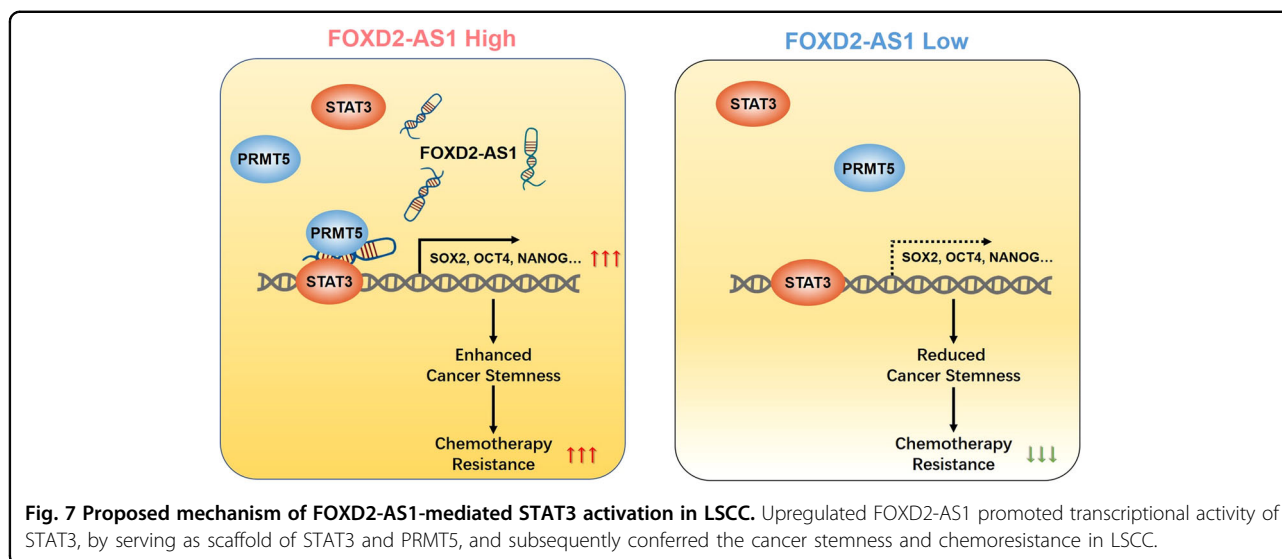 FOXD2-AS1 High
STAT3
PRMT5
FOXD2-AS1
PRMT5
SOX2, OCT4, NANOG... ↑↑↑
STAT3
Enhanced
Cancer Stemness
Chemotherapy
Resistance ↑↑↑
FOXD2-AS1 Low
STAT3
PRMT5
SOX2, OCT4, NANOG...
STAT3
Reduced
Cancer Stemness
Chemotherapy
Resistance ↓↓↓
Fig. 7 Proposed mechanism of FOXD2-AS1-mediated STAT3 activation in LSCC. Upregulated FOXD2-AS1 promoted transcriptional activity of
STAT3, by serving as scaffold of STAT3 and PRMT5, and subsequently conferred the cancer stemness and chemoresistance in LSCC.